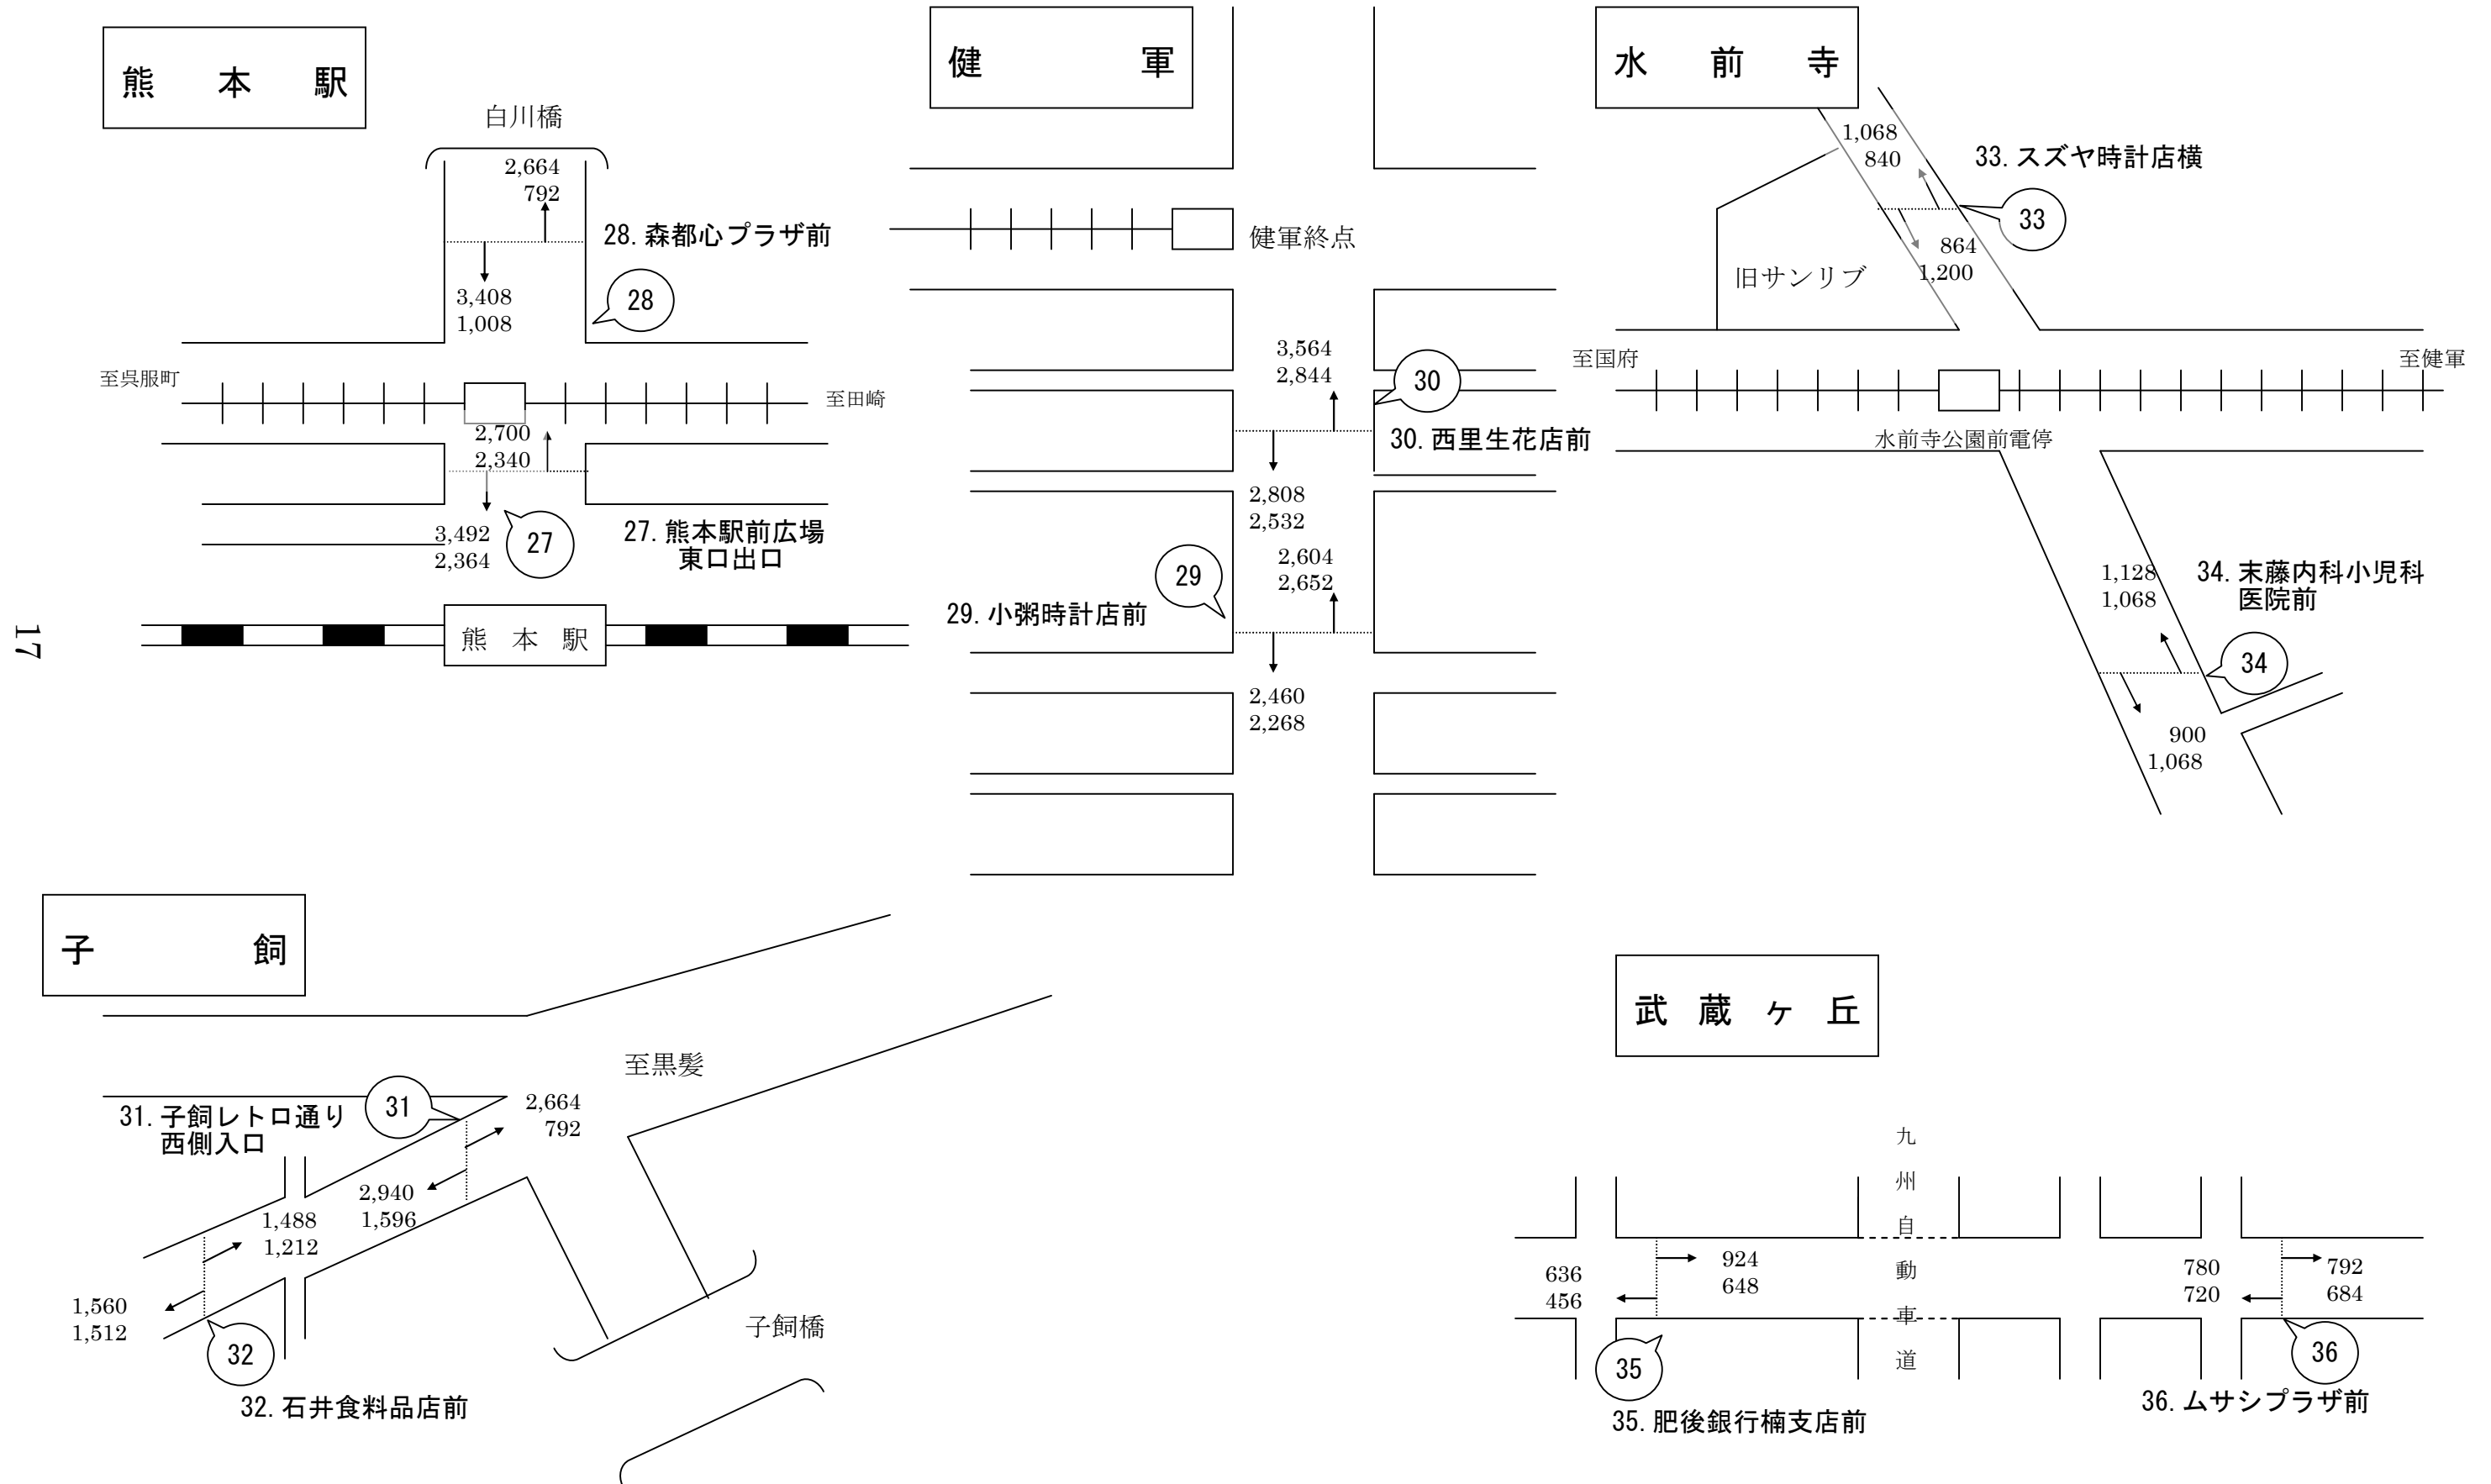 熊 本 駅
白川橋
2,664
792
28. 森都心プラザ前
28
3,408
1,008
至呉服町
至田崎
2,700
2,340
3,492
2,364
27
27. 熊本駅前広場
東口出口
熊 本 駅
17
健 軍
健軍終点
3,564
2,844
30
30. 西里生花店前
2,808
2,532
2,604
2,652
29
29. 小粥時計店前
2,460
2,268
水 前 寺
1,068
840
33. スズヤ時計店横
33
864
1,200
旧サンリブ
至国府
至健軍
水前寺公園前電停
1,128
1,068
34. 末藤内科小児科
医院前
34
900
1,068
子 飼
至黒髪
31
31. 子飼レトロ通り
西側入口
2,664
792
2,940
1,596
1,488
1,212
1,560
1,512
32
32. 石井食料品店前
子飼橋
武 蔵 ヶ 丘
九州自動車道
636
456
924
648
780
720
792
684
35
35. 肥後銀行楠支店前
36
36. ムサシプラザ前